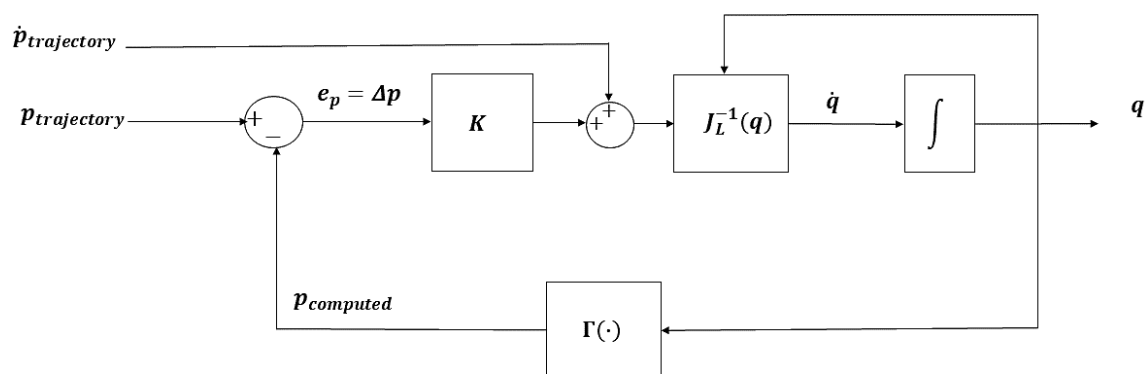 ṗ_trajectory
p_trajectory
+
−
e_p = Δp
K
+
+
J_L^{-1}(q)
q̇
∫
q
p_computed
Γ(·)